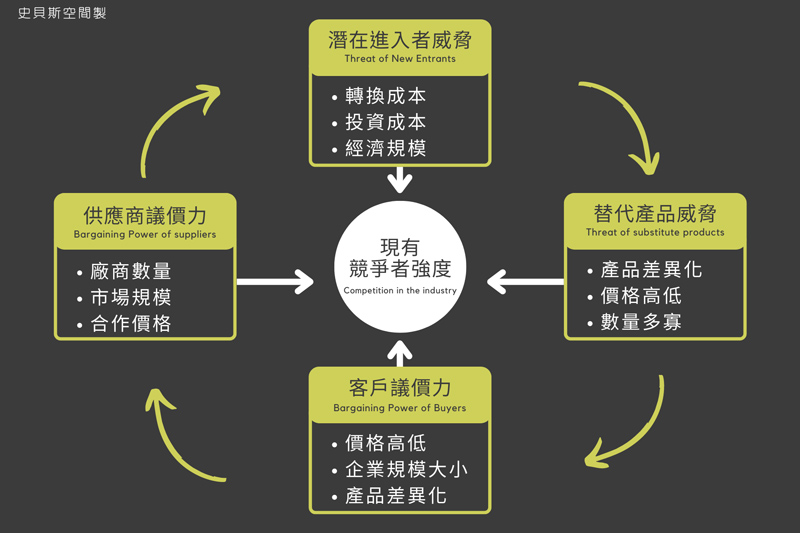 史貝斯空間製
潛在進入者威脅
Threat of New Entrants
• 轉換成本
• 投資成本
• 經濟規模
供應商議價力
Bargaining Power of suppliers
• 廠商數量
• 市場規模
• 合作價格
現有
競爭者強度
Competition in the industry
替代產品威脅
Threat of substitute products
• 產品差異化
• 價格高低
• 數量多寡
客戶議價力
Bargaining Power of Buyers
• 價格高低
• 企業規模大小
• 產品差異化